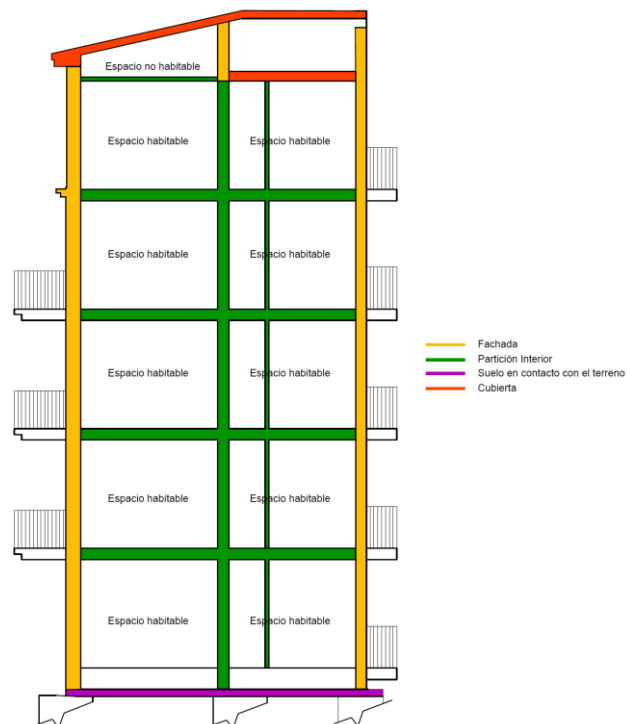 Espacio no habitable
Espacio habitable Espacio habitable
Espacio habitable Espacio habitable
Fachada
Partición Interior
Espacio habitable Espacio habitable
Suelo en contacto con el terreno
Cubierta
Espacio habitable Espacio habitable
Espacio habitable Espacio habitable